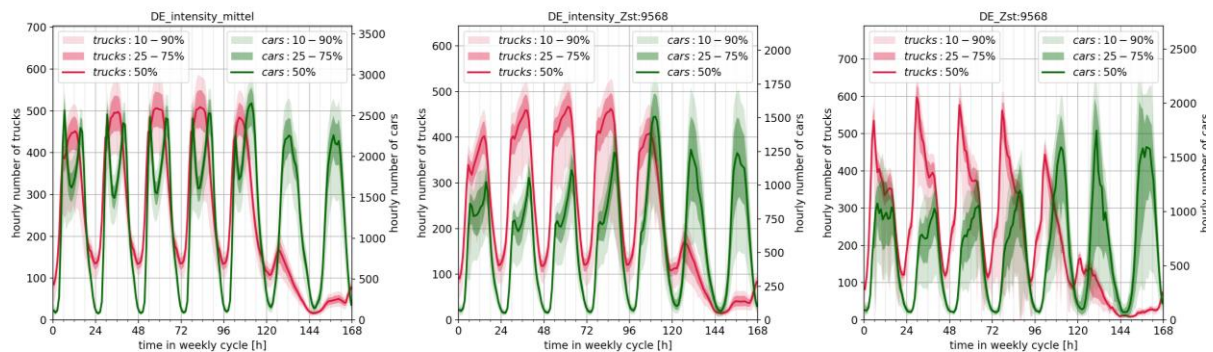 DE_intensity_mittel
700
600
500
400
300
200
100
0
hourly number of trucks
trucks: 10 − 90%
trucks: 25 − 75%
trucks: 50%
cars: 10 − 90%
cars: 25 − 75%
cars: 50%
3500
3000
2500
2000
1500
1000
500
0
hourly number of cars
0 24 48 72 96 120 144 168
time in weekly cycle [h]
DE_intensity_Zst:9568
600
500
400
300
200
100
0
hourly number of trucks
trucks: 10 − 90%
trucks: 25 − 75%
trucks: 50%
cars: 10 − 90%
cars: 25 − 75%
cars: 50%
2000
1750
1500
1250
1000
750
500
250
0
hourly number of cars
0 24 48 72 96 120 144 168
time in weekly cycle [h]
DE_Zst:9568
700
600
500
400
300
200
100
0
hourly number of trucks
trucks: 10 − 90%
trucks: 25 − 75%
trucks: 50%
cars: 10 − 90%
cars: 25 − 75%
cars: 50%
2500
2000
1500
1000
500
0
hourly number of cars
0 24 48 72 96 120 144 168
time in weekly cycle [h]